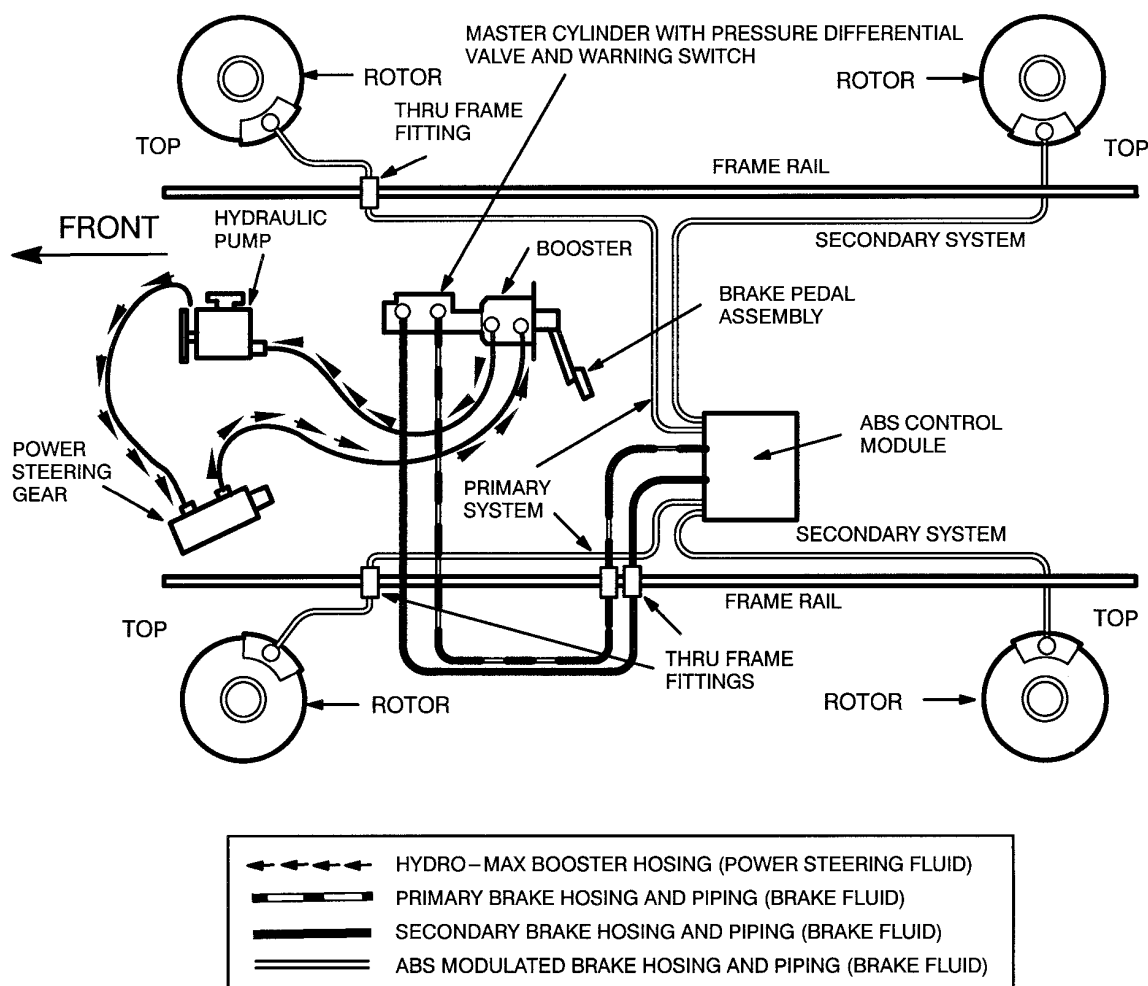 MASTER CYLINDER WITH PRESSURE DIFFERENTIAL
VALVE AND WARNING SWITCH
ROTOR
ROTOR
THRU FRAME
FITTING
TOP
TOP
FRAME RAIL
FRONT
HYDRAULIC
PUMP
BOOSTER
SECONDARY SYSTEM
BRAKE PEDAL
ASSEMBLY
ABS CONTROL
MODULE
POWER
STEERING
GEAR
PRIMARY
SYSTEM
SECONDARY SYSTEM
FRAME RAIL
TOP
TOP
THRU FRAME
FITTINGS
ROTOR
ROTOR
HYDRO-MAX BOOSTER HOSING (POWER STEERING FLUID)
PRIMARY BRAKE HOSING AND PIPING (BRAKE FLUID)
SECONDARY BRAKE HOSING AND PIPING (BRAKE FLUID)
ABS MODULATED BRAKE HOSING AND PIPING (BRAKE FLUID)